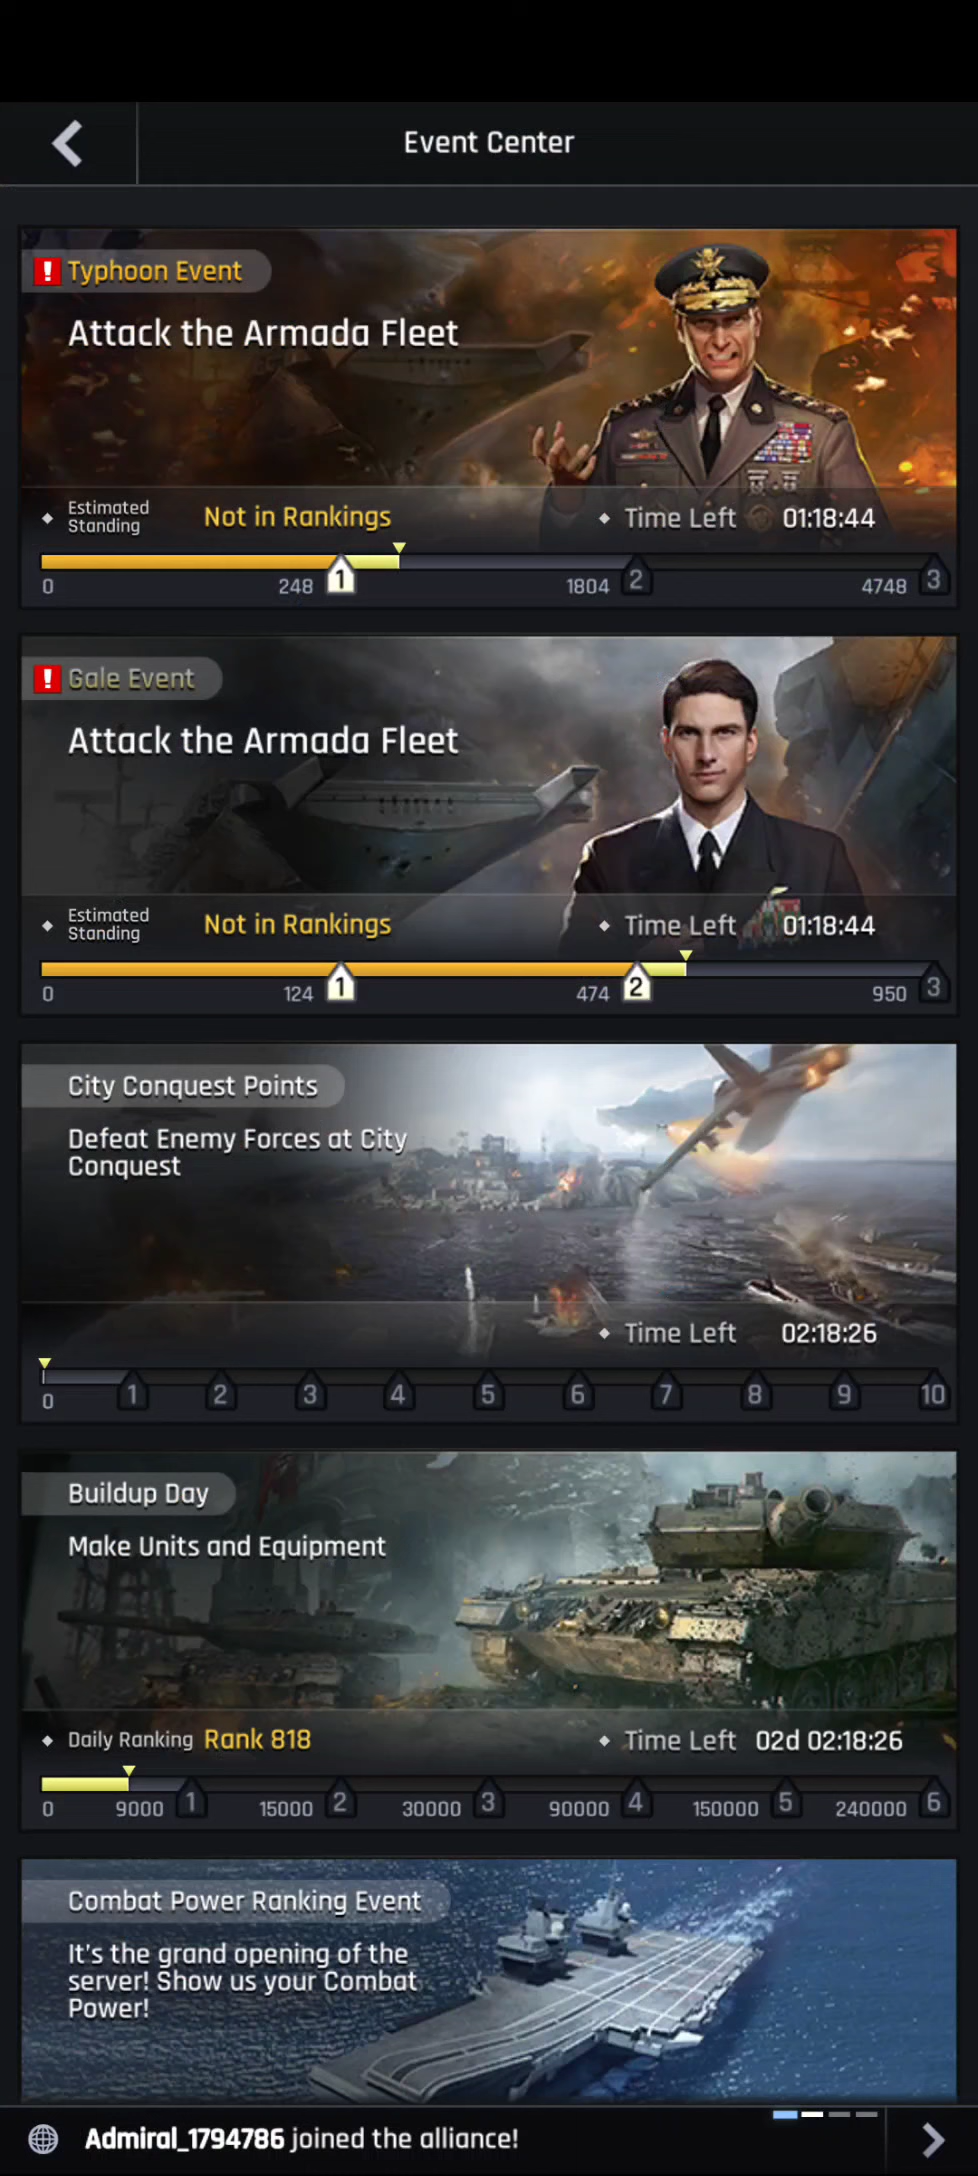 Event Center
! Typhoon Event
Attack the Armada Fleet
Estimated
Standing
Not in Rankings
Time Left 01:18:44
0 248 1 1804 2 4748 3
! Gale Event
Attack the Armada Fleet
Estimated
Standing
Not in Rankings
Time Left 01:18:44
0 124 1 474 2 950 3
City Conquest Points
Defeat Enemy Forces at City
Conquest
Time Left 02:18:26
0 1 2 3 4 5 6 7 8 9 10
Buildup Day
Make Units and Equipment
Daily Ranking Rank 818 Time Left 02d 02:18:26
0 9000 1 15000 2 30000 3 90000 4 150000 5 240000 6
Combat Power Ranking Event
It's the grand opening of the
server! Show us your Combat
Power!
Admiral_1794786 joined the alliance!